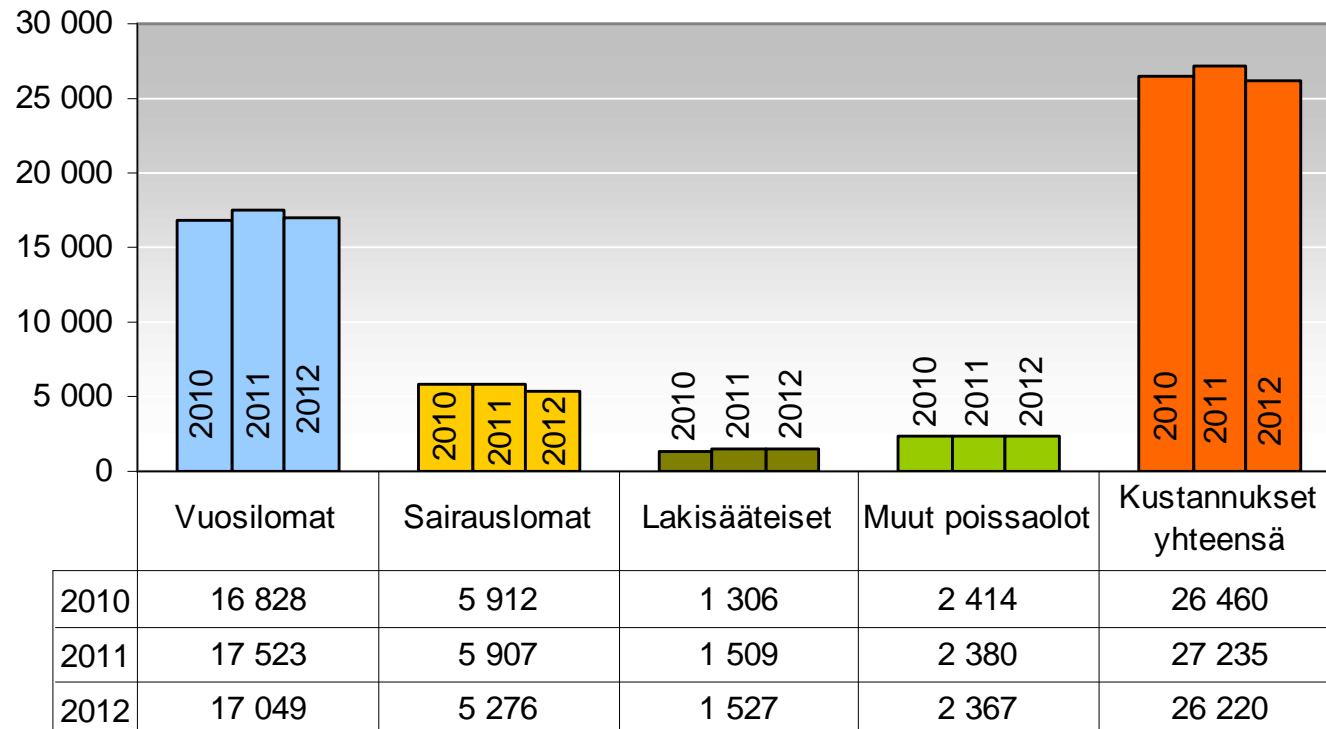 30 000
25 000
20 000
15 000
10 000
5 000
0
2010 2011 2012 2010 2011 2012 2010 2011 2012 2010 2011 2012 2010 2011 2012
Vuosilomat Sairauslomat Lakisääteiset Muut poissaolot Kustannukset yhteensä
2010 16 828 5 912 1 306 2 414 26 460
2011 17 523 5 907 1 509 2 380 27 235
2012 17 049 5 276 1 527 2 367 26 220